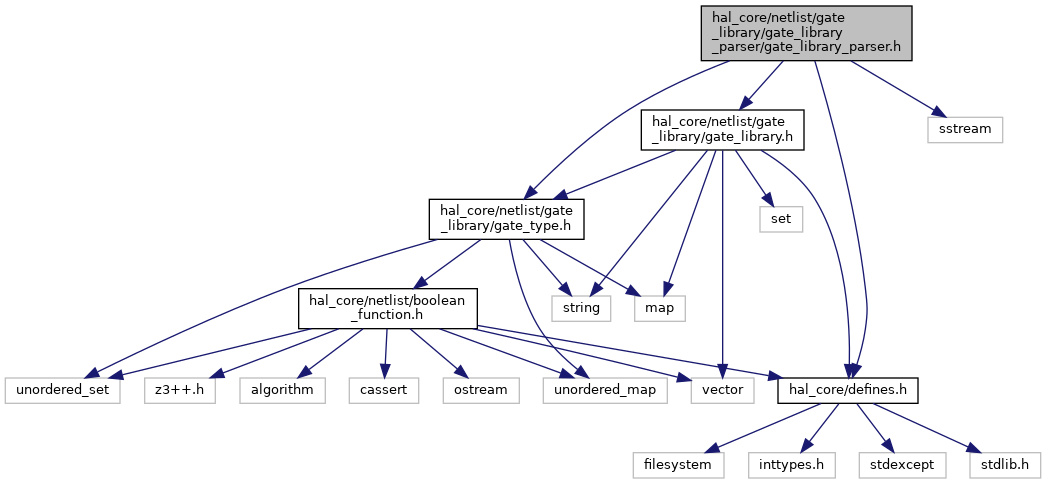 hal_core/netlist/gate
_library/gate_library
_parser/gate_library_parser.h
hal_core/netlist/gate
_library/gate_library.h
sstream
hal_core/netlist/gate
_library/gate_type.h
set
hal_core/netlist/boolean
_function.h
string
map
unordered_set
z3++.h
algorithm
cassert
ostream
unordered_map
vector
hal_core/defines.h
filesystem
inttypes.h
stdexcept
stdlib.h